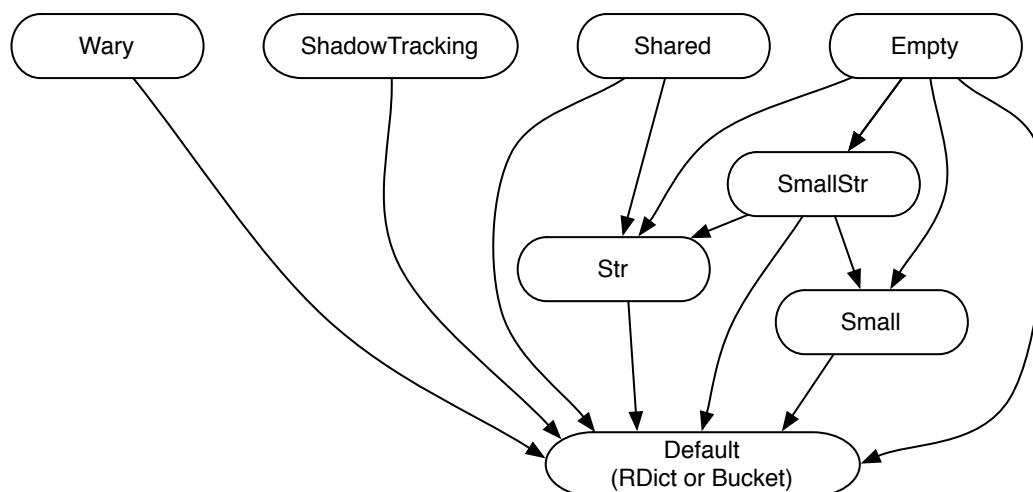 Wary
ShadowTracking
Shared
Empty
SmallStr
Str
Small
Default
(RDict or Bucket)